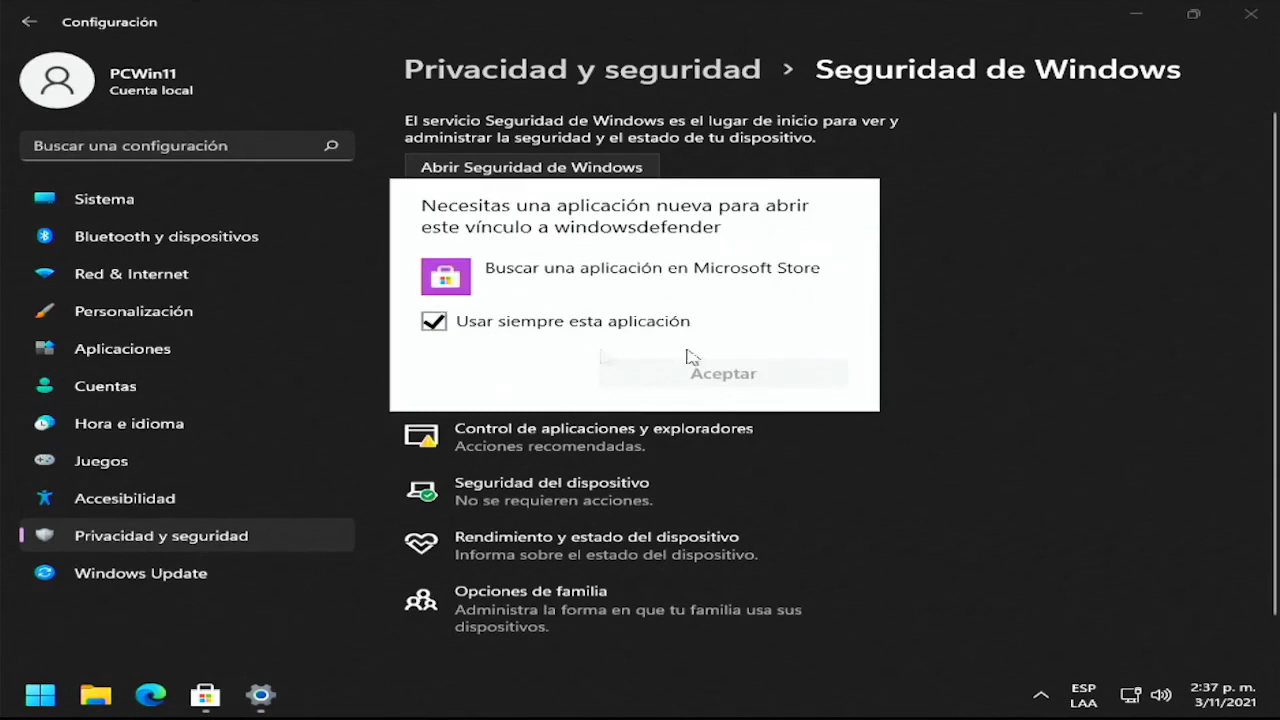 Configuración
PCWin11
Cuenta local
Buscar una configuración
Sistema
Bluetooth y dispositivos
Red & Internet
Personalización
Aplicaciones
Cuentas
Hora e idioma
Juegos
Accesibilidad
Privacidad y seguridad
Windows Update
Privacidad y seguridad > Seguridad de Windows
El servicio Seguridad de Windows es el lugar de inicio para ver y
administrar la seguridad y el estado de tu dispositivo.
Abrir Seguridad de Windows
Necesitas una aplicación nueva para abrir
este vínculo a windowsdefender
Buscar una aplicación en Microsoft Store
Usar siempre esta aplicación
Aceptar
Control de aplicaciones y exploradores
Acciones recomendadas.
Seguridad del dispositivo
No se requieren acciones.
Rendimiento y estado del dispositivo
Informa sobre el estado del dispositivo.
Opciones de familia
Administra la forma en que tu familia usa sus
dispositivos.
ESP
LAA
2:37 p. m.
3/11/2021